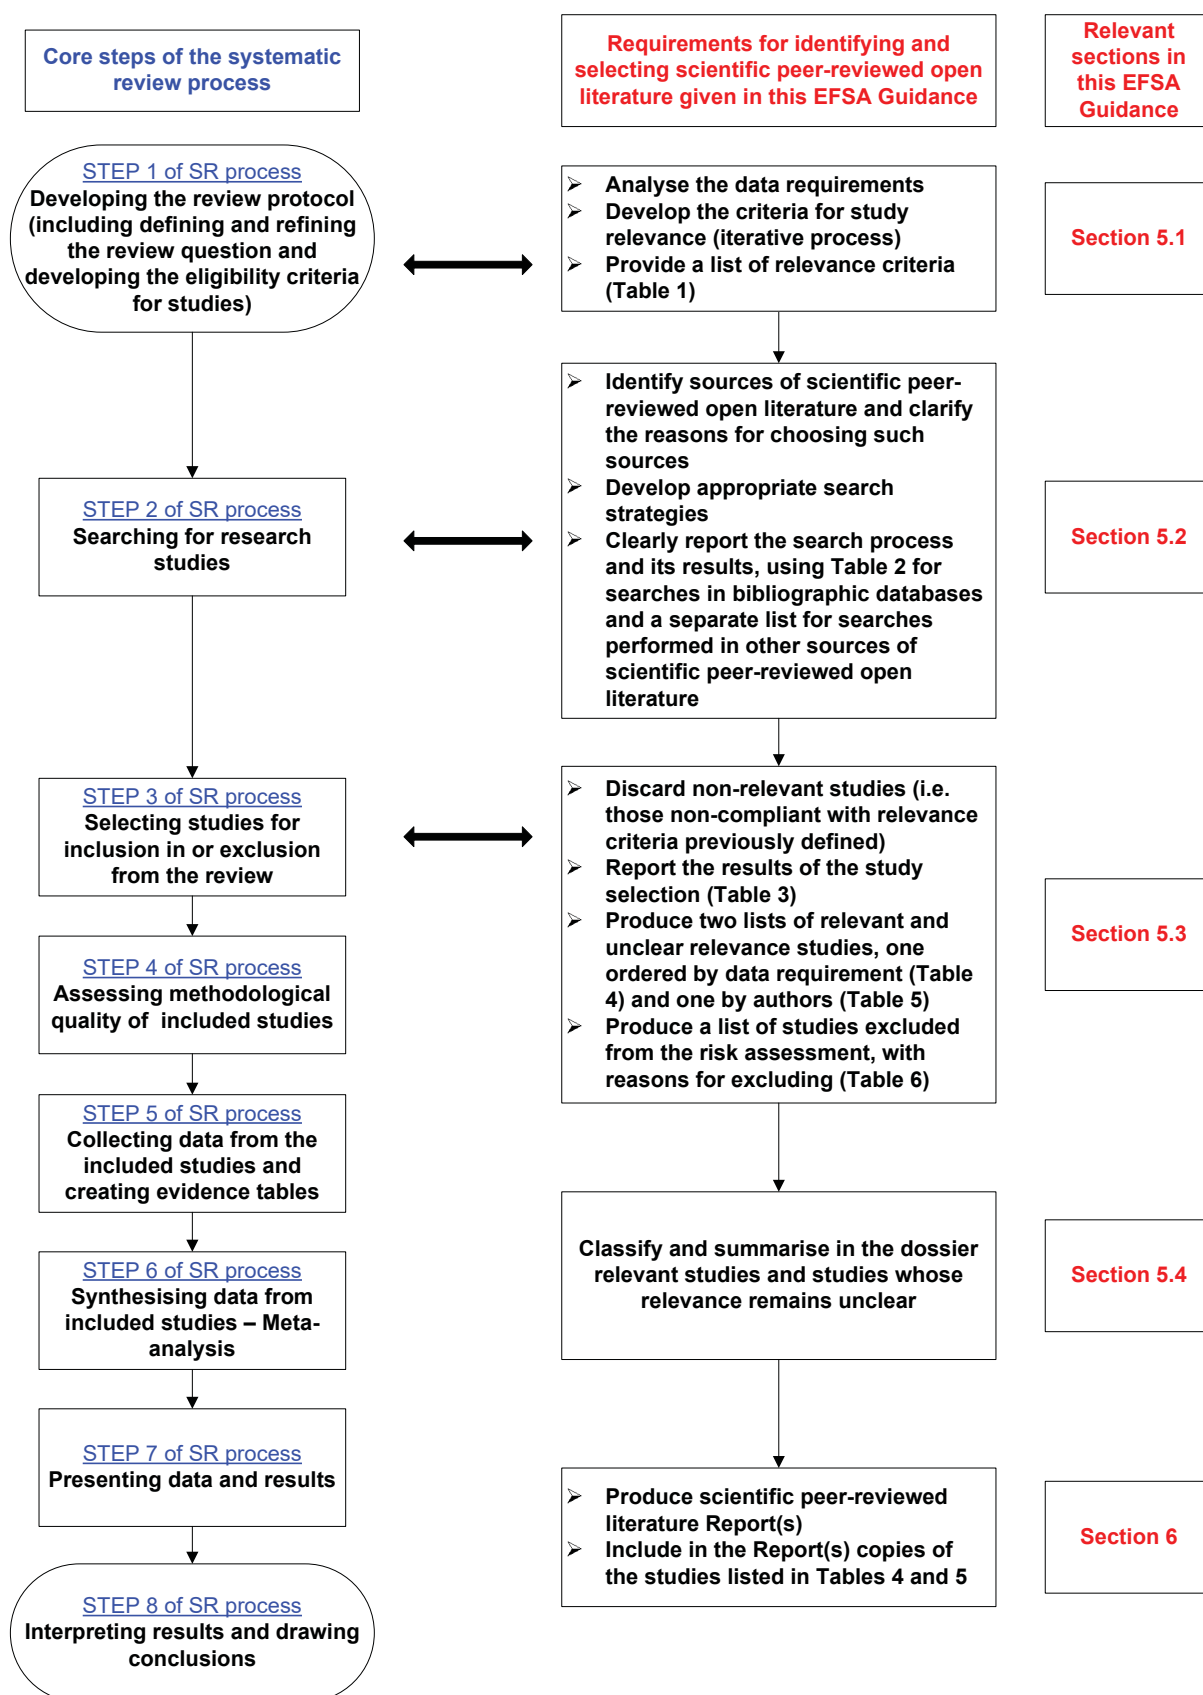 Core steps of the systematic
review process
Requirements for identifying and
selecting scientific peer-reviewed open
literature given in this EFSA Guidance
Relevant
sections in
this EFSA
Guidance
STEP 1 of SR process
Developing the review protocol
(including defining and refining
the review question and
developing the eligibility criteria
for studies)
➢ Analyse the data requirements
➢ Develop the criteria for study
relevance (iterative process)
➢ Provide a list of relevance criteria
(Table 1)
Section 5.1
STEP 2 of SR process
Searching for research
studies
➢ Identify sources of scientific peer-
reviewed open literature and clarify
the reasons for choosing such
sources
➢ Develop appropriate search
strategies
➢ Clearly report the search process
and its results, using Table 2 for
searches in bibliographic databases
and a separate list for searches
performed in other sources of
scientific peer-reviewed open
literature
Section 5.2
STEP 3 of SR process
Selecting studies for
inclusion in or exclusion
from the review
➢ Discard non-relevant studies (i.e.
those non-compliant with relevance
criteria previously defined)
➢ Report the results of the study
selection (Table 3)
➢ Produce two lists of relevant and
unclear relevance studies, one
ordered by data requirement (Table
4) and one by authors (Table 5)
➢ Produce a list of studies excluded
from the risk assessment, with
reasons for excluding (Table 6)
Section 5.3
STEP 4 of SR process
Assessing methodological
quality of included studies
STEP 5 of SR process
Collecting data from the
included studies and
creating evidence tables
STEP 6 of SR process
Synthesising data from
included studies – Meta-
analysis
Classify and summarise in the dossier
relevant studies and studies whose
relevance remains unclear
Section 5.4
STEP 7 of SR process
Presenting data and results
➢ Produce scientific peer-reviewed
literature Report(s)
➢ Include in the Report(s) copies of
the studies listed in Tables 4 and 5
Section 6
STEP 8 of SR process
Interpreting results and drawing
conclusions